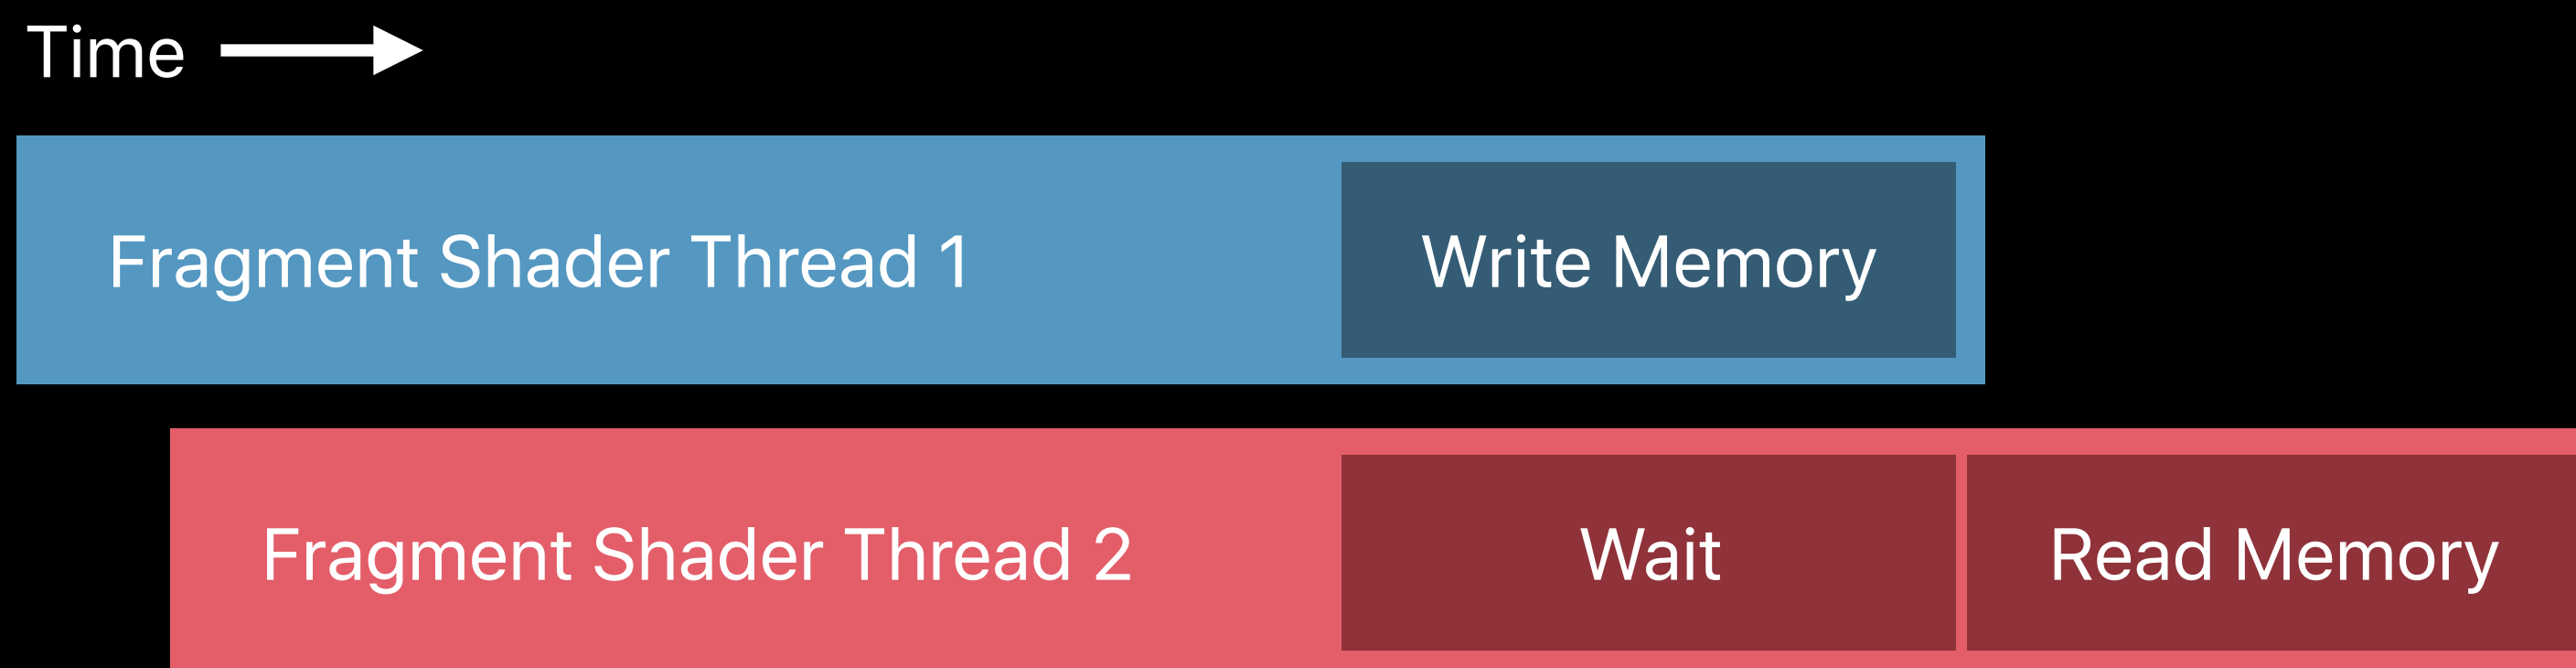 Time
Fragment Shader Thread 1
Write Memory
Fragment Shader Thread 2
Wait
Read Memory